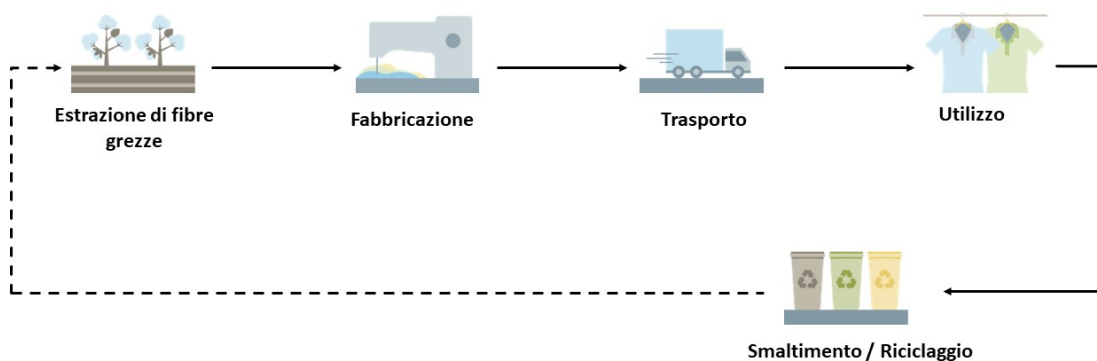 Estrazione di fibre
grezze
Fabbricazione
Trasporto
Utilizzo
Smaltimento / Riciclaggio